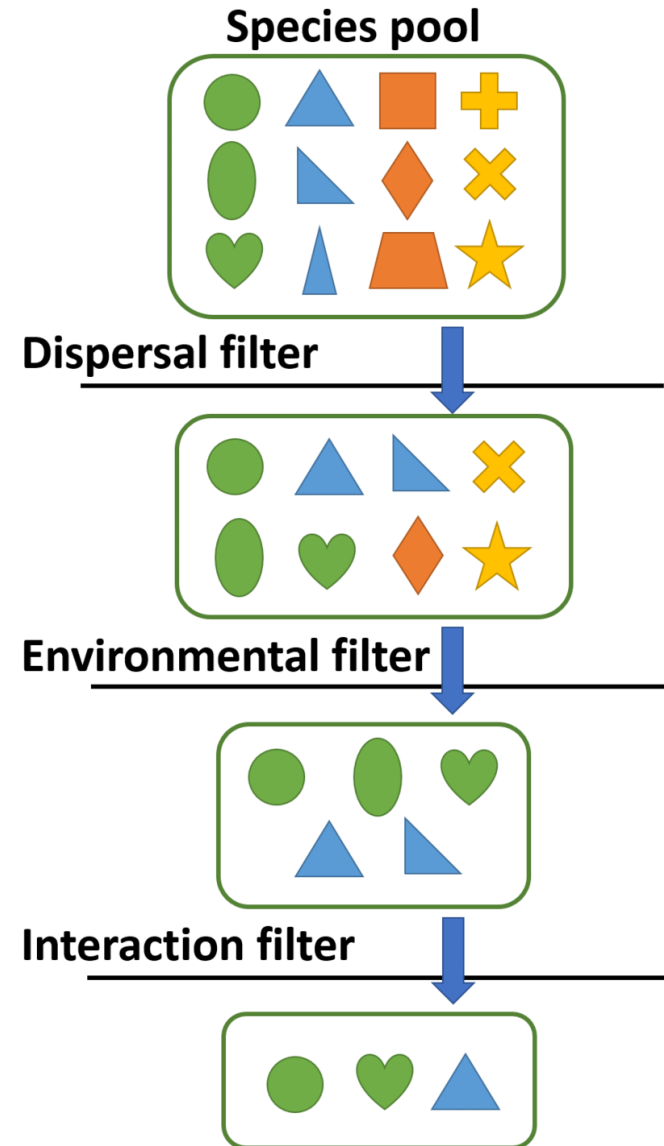 Species pool
Dispersal filter
Environmental filter
Interaction filter